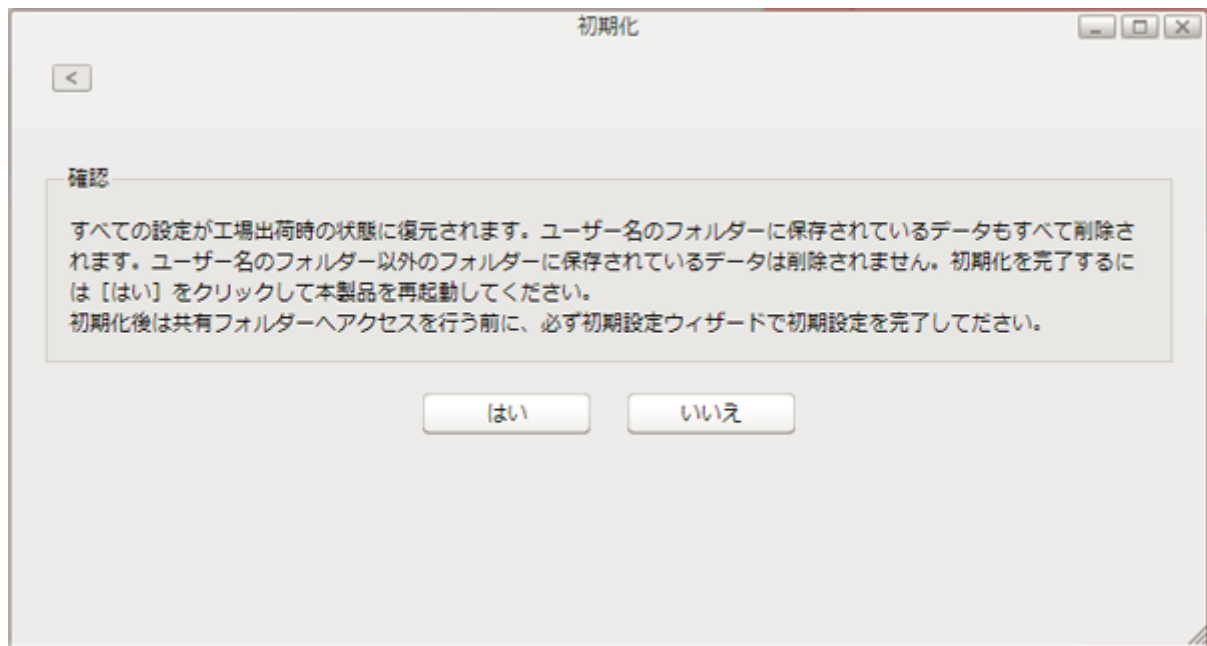 初期化
<
確認
すべての設定が工場出荷時の状態に復元されます。ユーザー名のフォルダーに保存されているデータもすべて削除さ
れます。ユーザー名のフォルダー以外のフォルダーに保存されているデータは削除されません。初期化を完了するに
は［はい］をクリックして本製品を再起動してください。
初期化後は共有フォルダーへアクセスを行う前に、必ず初期設定ウィザードで初期設定を完了してださい。
はい いいえ